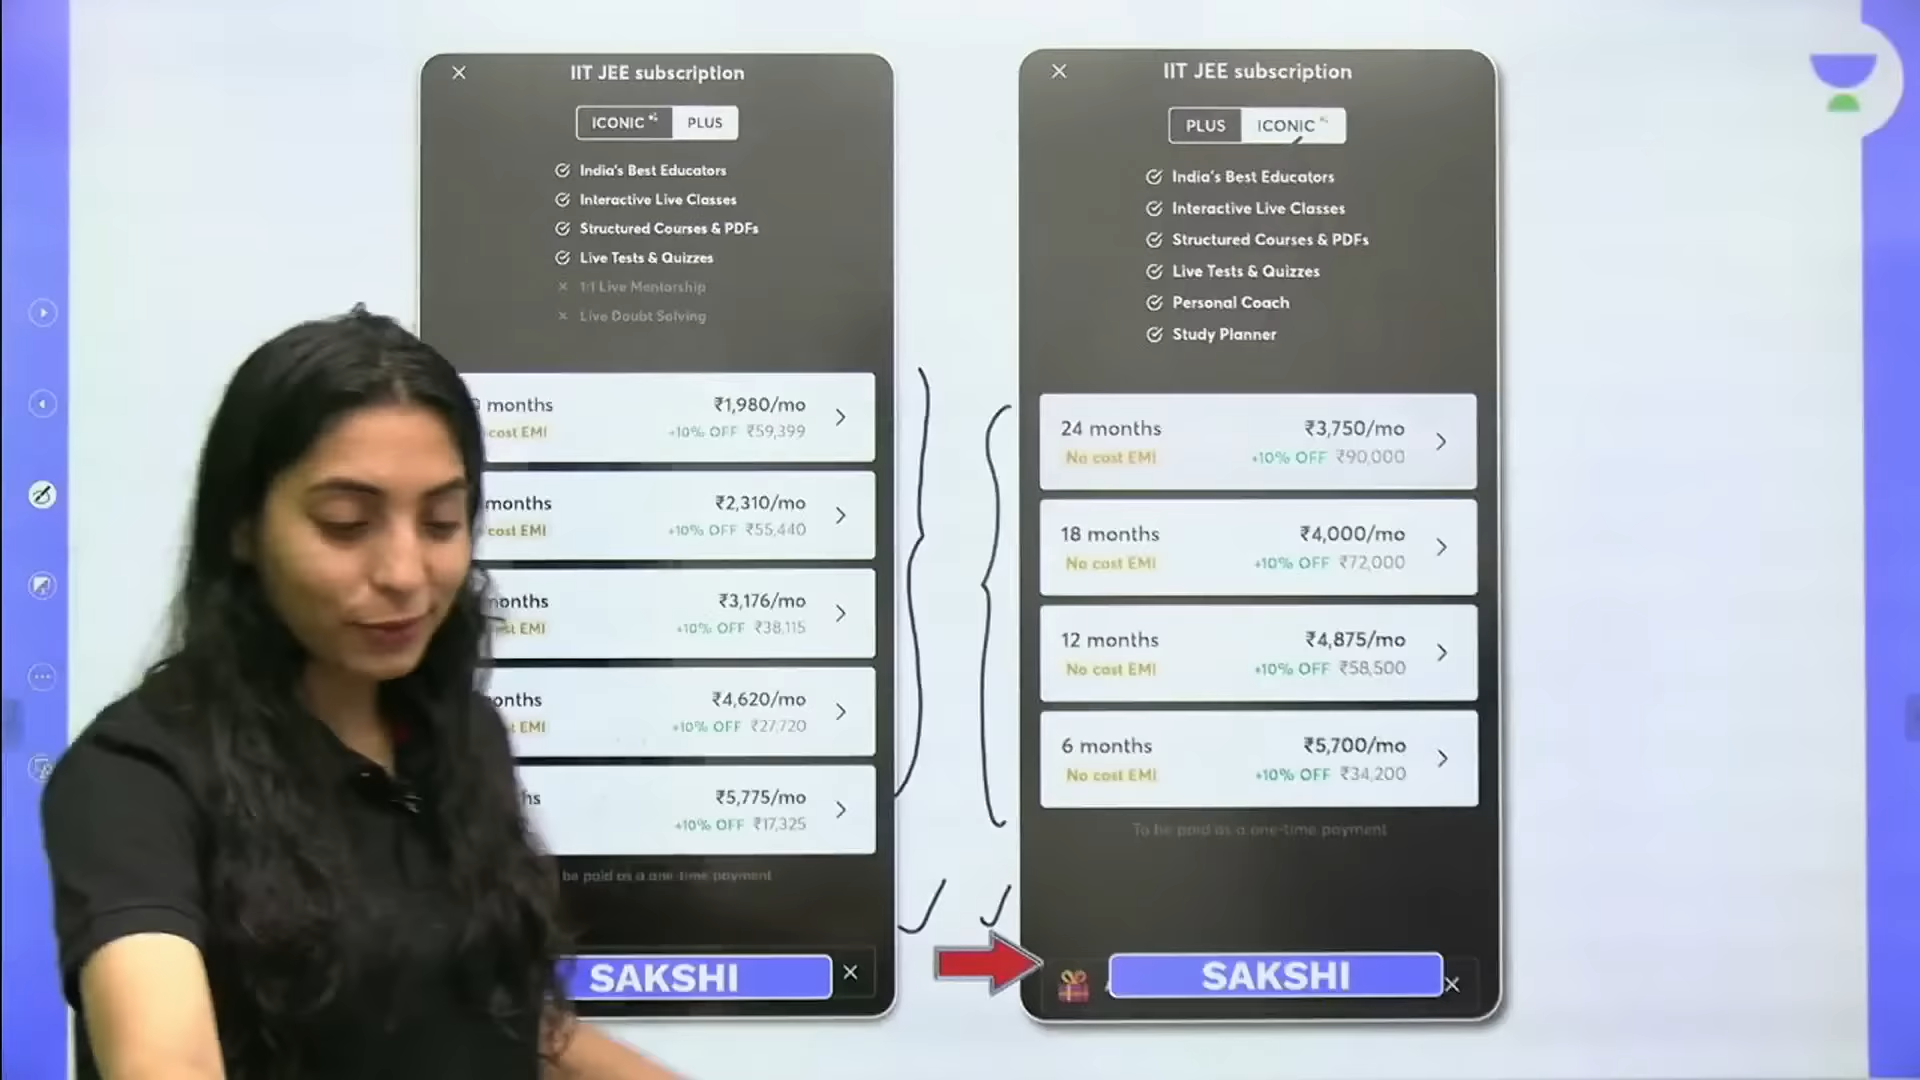 IIT JEE subscription
ICONIC PLUS
India's Best Educators
Interactive Live Classes
Structured Courses & PDFs
Live Tests & Quizzes
1:1 Live Mentorship
Live Doubt Solving
months ₹1,980/mo
cost EMI +10% OFF ₹59,399
months ₹2,310/mo
cost EMI +10% OFF ₹55,440
months ₹3,176/mo
EMI +10% OFF ₹38,115
onths ₹4,620/mo
EMI +10% OFF ₹27,720
hs ₹5,775/mo
+10% OFF ₹17,325
be paid as a one-time payment
SAKSHI
IIT JEE subscription
PLUS ICONIC
India's Best Educators
Interactive Live Classes
Structured Courses & PDFs
Live Tests & Quizzes
Personal Coach
Study Planner
24 months ₹3,750/mo
No cost EMI +10% OFF ₹90,000
18 months ₹4,000/mo
No cost EMI +10% OFF ₹72,000
12 months ₹4,875/mo
No cost EMI +10% OFF ₹58,500
6 months ₹5,700/mo
No cost EMI +10% OFF ₹34,200
To be paid as a one-time payment
SAKSHI